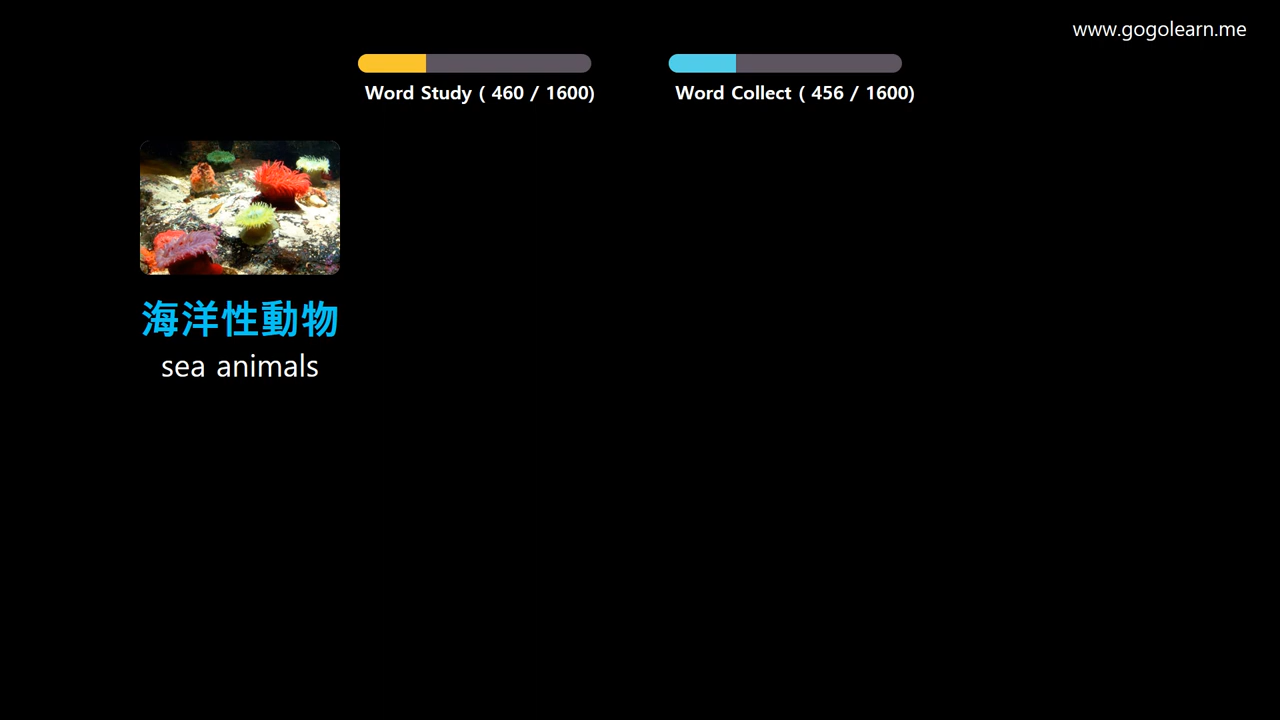 www.gogolearn.me
Word Study ( 460 / 1600)
Word Collect ( 456 / 1600)
海洋性動物
sea animals